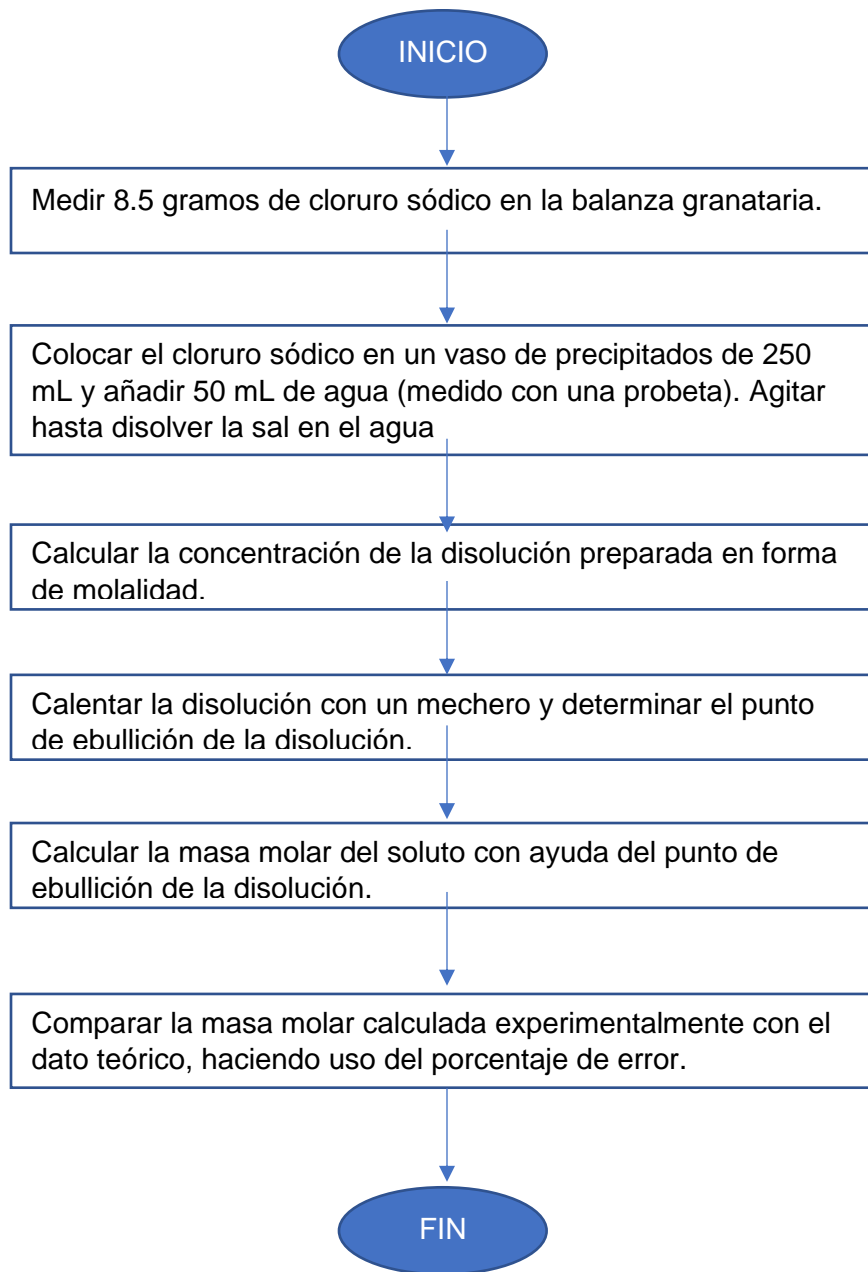 INICIO
Medir 8.5 gramos de cloruro sódico en la balanza granataria.
Colocar el cloruro sódico en un vaso de precipitados de 250
mL y añadir 50 mL de agua (medido con una probeta). Agitar
hasta disolver la sal en el agua
Calcular la concentración de la disolución preparada en forma
de molalidad.
Calentar la disolución con un mechero y determinar el punto
de ebullición de la disolución.
Calcular la masa molar del soluto con ayuda del punto de
ebullición de la disolución.
Comparar la masa molar calculada experimentalmente con el
dato teórico, haciendo uso del porcentaje de error.
FIN